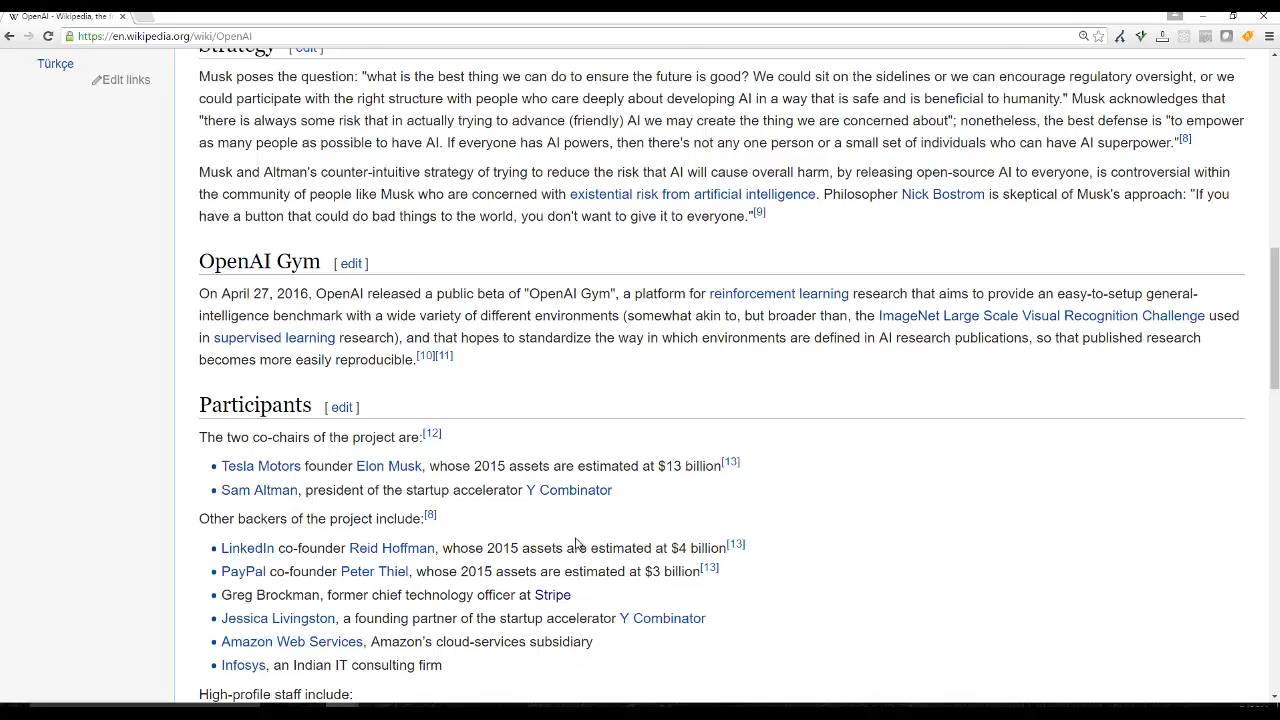 OpenAI - Wikipedia, the f
https://en.wikipedia.org/wiki/OpenAI
Türkçe
Edit links
Strategy [ edit ]
Musk poses the question: "what is the best thing we can do to ensure the future is good? We could sit on the sidelines or we can encourage regulatory oversight, or we
could participate with the right structure with people who care deeply about developing AI in a way that is safe and is beneficial to humanity." Musk acknowledges that
"there is always some risk that in actually trying to advance (friendly) AI we may create the thing we are concerned about"; nonetheless, the best defense is "to empower
as many people as possible to have AI. If everyone has AI powers, then there's not any one person or a small set of individuals who can have AI superpower."[8]
Musk and Altman's counter-intuitive strategy of trying to reduce the risk that AI will cause overall harm, by releasing open-source AI to everyone, is controversial within
the community of people like Musk who are concerned with existential risk from artificial intelligence. Philosopher Nick Bostrom is skeptical of Musk's approach: "If you
have a button that could do bad things to the world, you don't want to give it to everyone."[9]
OpenAI Gym [ edit ]
On April 27, 2016, OpenAI released a public beta of "OpenAI Gym", a platform for reinforcement learning research that aims to provide an easy-to-setup general-
intelligence benchmark with a wide variety of different environments (somewhat akin to, but broader than, the ImageNet Large Scale Visual Recognition Challenge used
in supervised learning research), and that hopes to standardize the way in which environments are defined in AI research publications, so that published research
becomes more easily reproducible.[10][11]
Participants [ edit ]
The two co-chairs of the project are:[12]
• Tesla Motors founder Elon Musk, whose 2015 assets are estimated at $13 billion[13]
• Sam Altman, president of the startup accelerator Y Combinator
Other backers of the project include:[8]
• LinkedIn co-founder Reid Hoffman, whose 2015 assets are estimated at $4 billion[13]
• PayPal co-founder Peter Thiel, whose 2015 assets are estimated at $3 billion[13]
• Greg Brockman, former chief technology officer at Stripe
• Jessica Livingston, a founding partner of the startup accelerator Y Combinator
• Amazon Web Services, Amazon's cloud-services subsidiary
• Infosys, an Indian IT consulting firm
High-profile staff include: